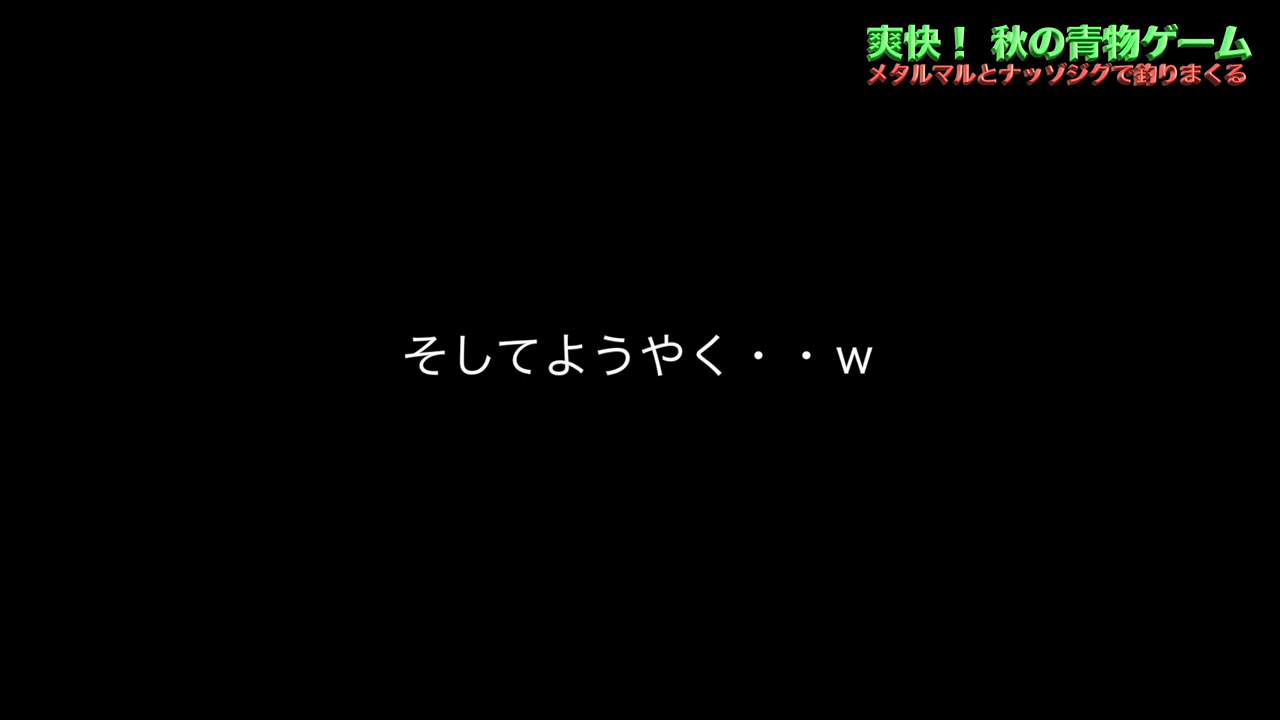 爽快！ 秋の青物ゲーム
メタルマルとナッゾジグで釣りまくる
そしてようやく・・ｗ